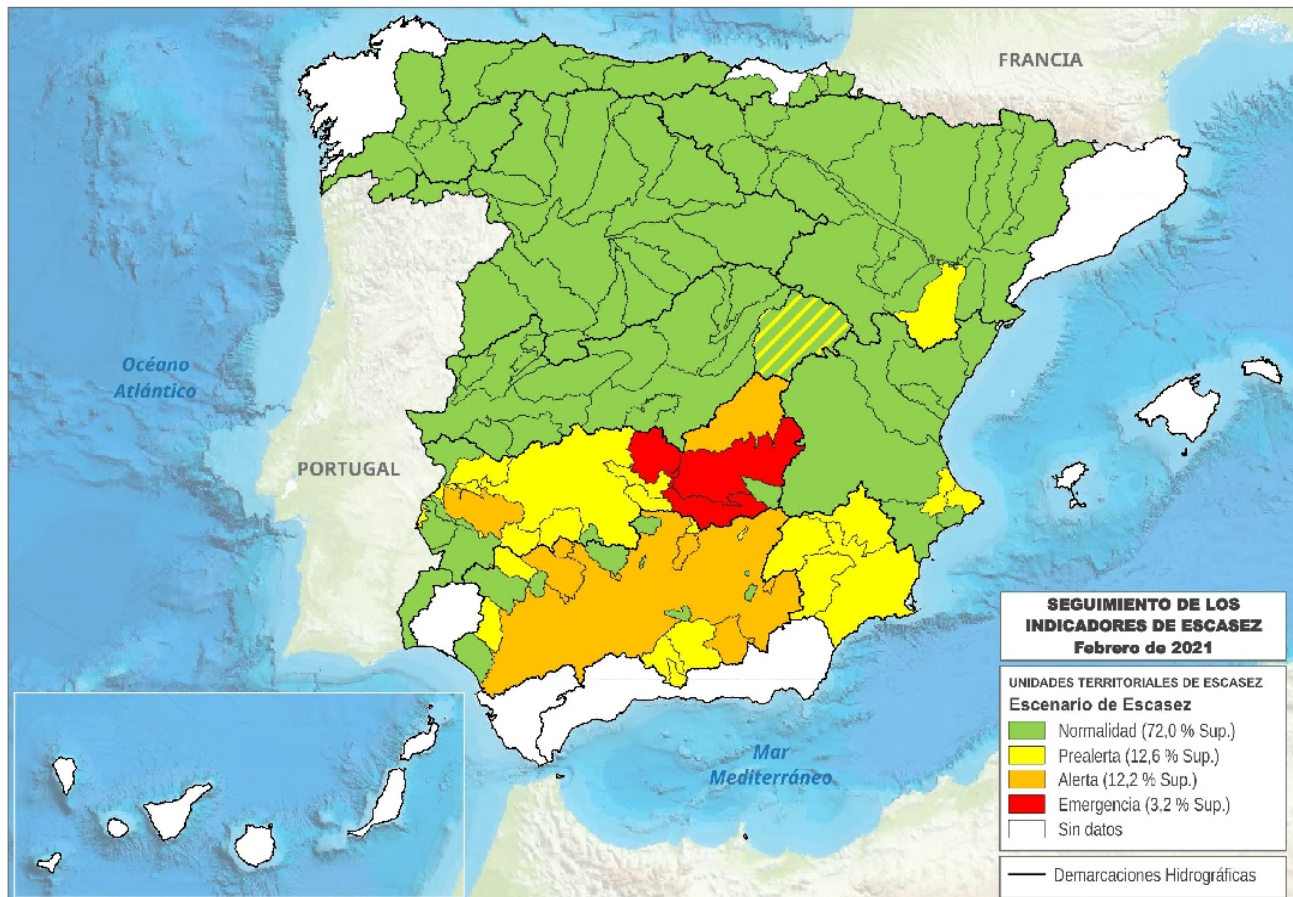 FRANCIA
Océano
Atlántico
PORTUGAL
Mar
Mediterráneo
SEGUIMIENTO DE LOS
INDICADORES DE ESCASEZ
Febrero de 2021
UNIDADES TERRITORIALES DE ESCASEZ
Escenario de Escasez
Normalidad (72,0 % Sup.)
Prealerta (12,6 % Sup.)
Alerta (12,2 % Sup.)
Emergencia (3,2 % Sup.)
Sin datos
Demarcaciones Hidrográficas